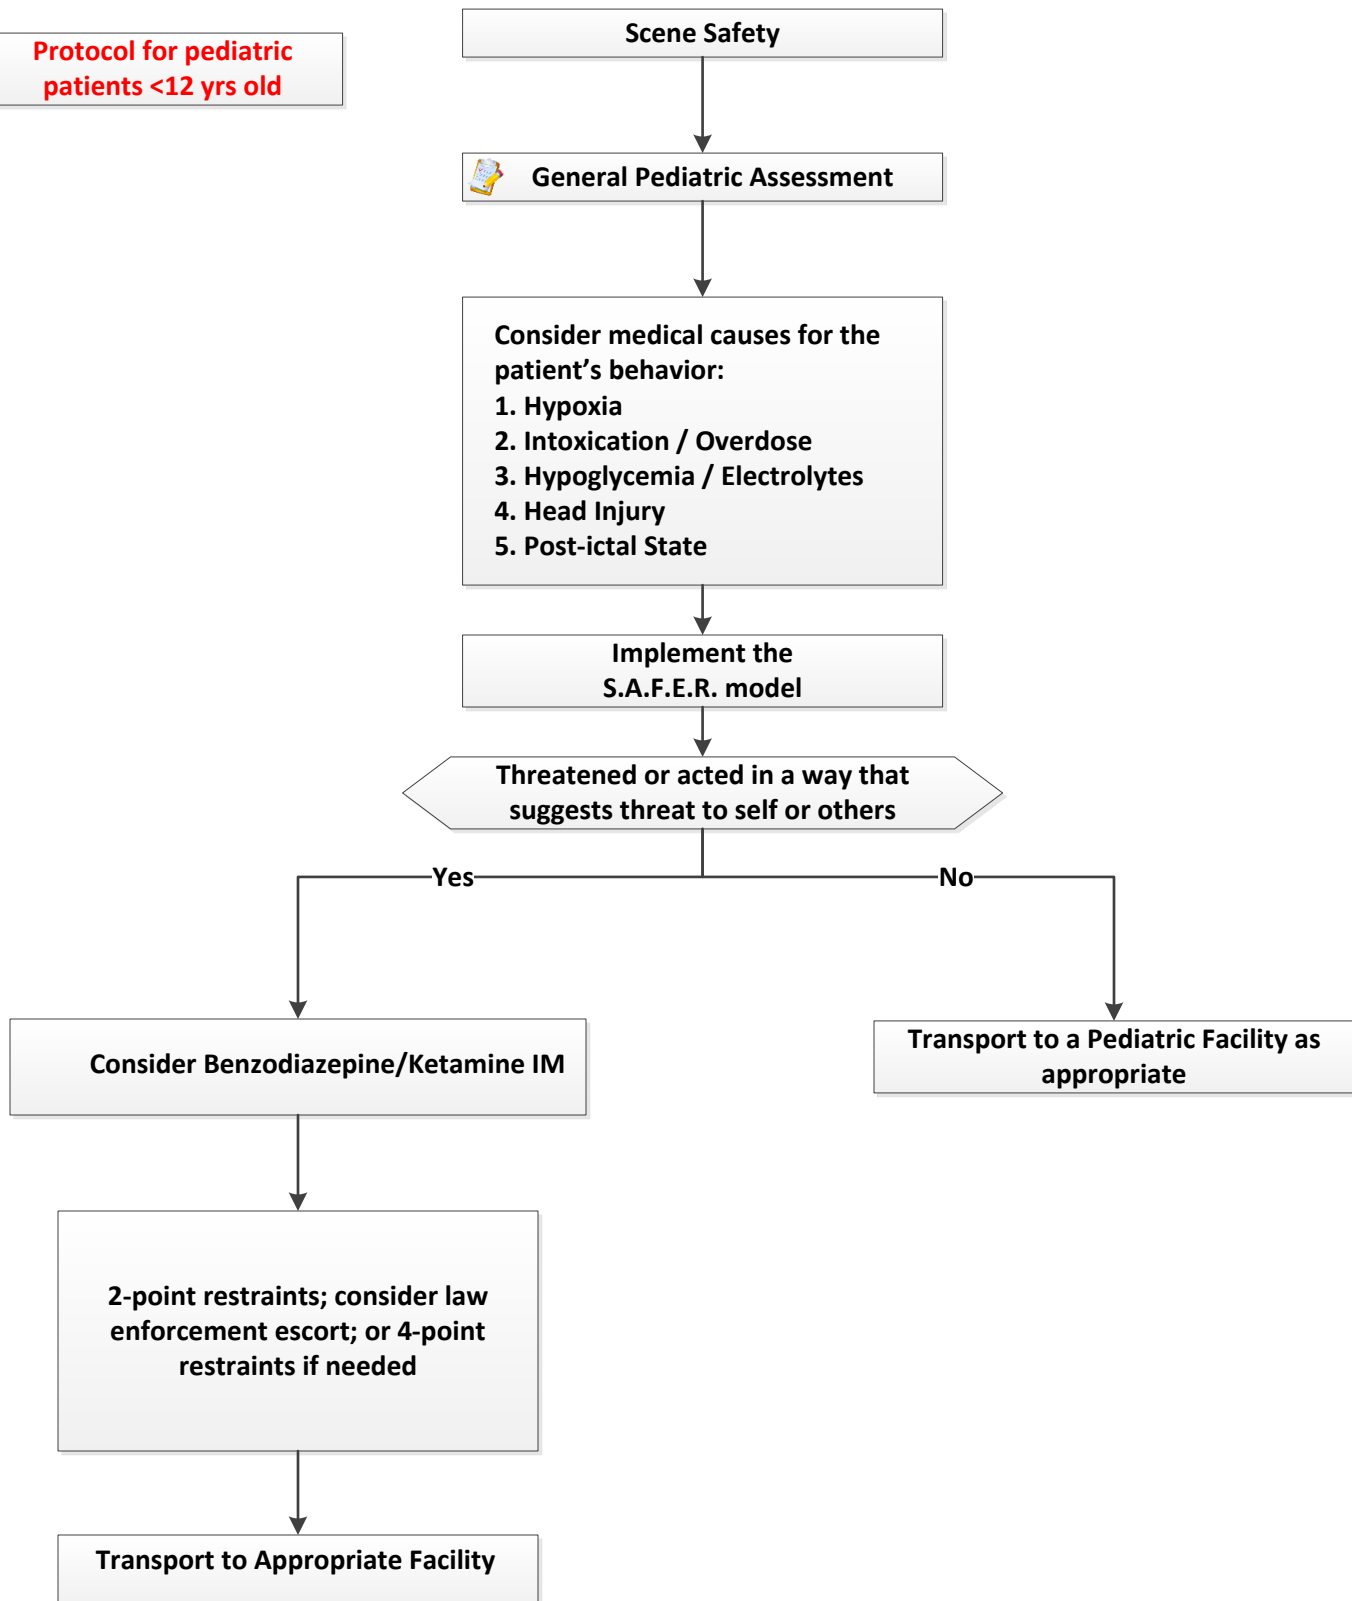 Protocol for pediatric
patients <12 yrs old
Scene Safety
General Pediatric Assessment
Consider medical causes for the
patient’s behavior:
1. Hypoxia
2. Intoxication / Overdose
3. Hypoglycemia / Electrolytes
4. Head Injury
5. Post-ictal State
Implement the
S.A.F.E.R. model
Threatened or acted in a way that
suggests threat to self or others
Yes
No
Consider Benzodiazepine/Ketamine IM
Transport to a Pediatric Facility as
appropriate
2-point restraints; consider law
enforcement escort; or 4-point
restraints if needed
Transport to Appropriate Facility